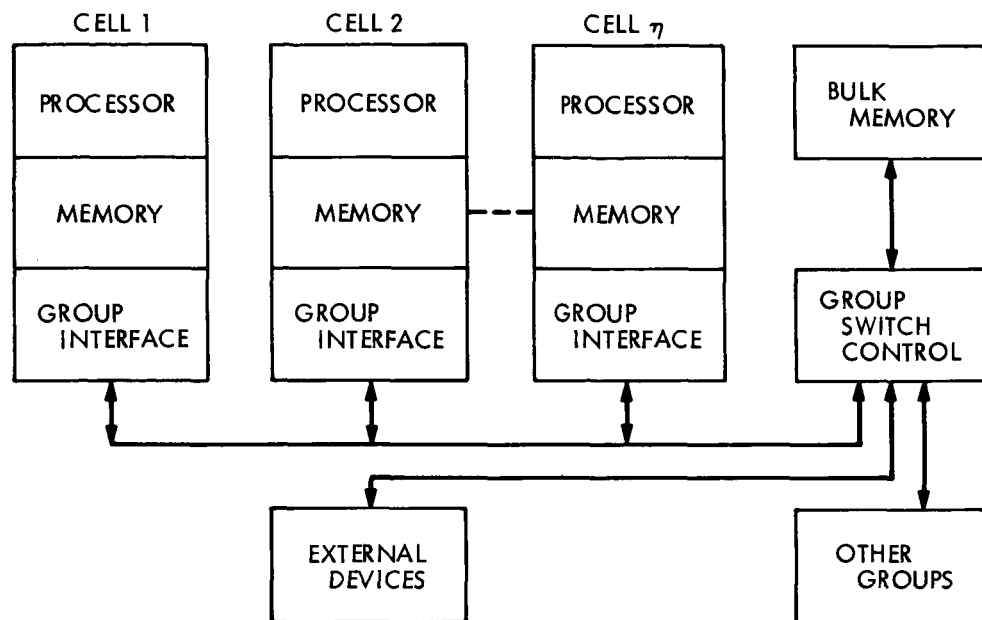 CELL 1
PROCESSOR
MEMORY
GROUP
INTERFACE
CELL 2
PROCESSOR
MEMORY
GROUP
INTERFACE
CELL η
PROCESSOR
MEMORY
GROUP
INTERFACE
BULK
MEMORY
GROUP
SWITCH
CONTROL
EXTERNAL
DEVICES
OTHER
GROUPS